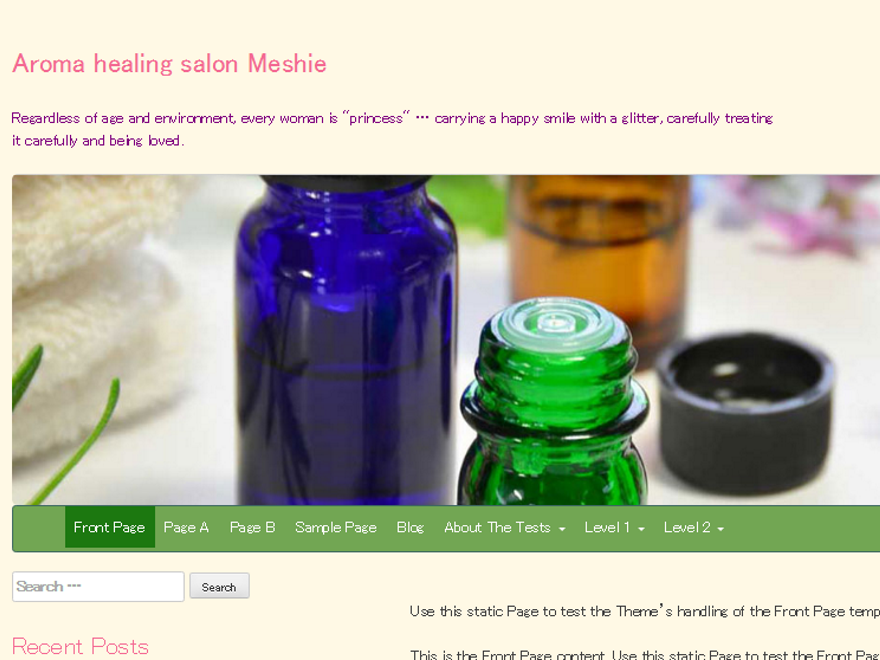 Aroma healing salon Meshie
Regardless of age and environment, every woman is “princess“ … carrying a happy smile with a glitter, carefully treating
it carefully and being loved.
Front Page Page A Page B Sample Page Blog About The Tests Level 1 Level 2
Search … Search
Use this static Page to test the Theme’s handling of the Front Page temp
Recent Posts
This is the Front Page content. Use this static Page to test the Front Pag